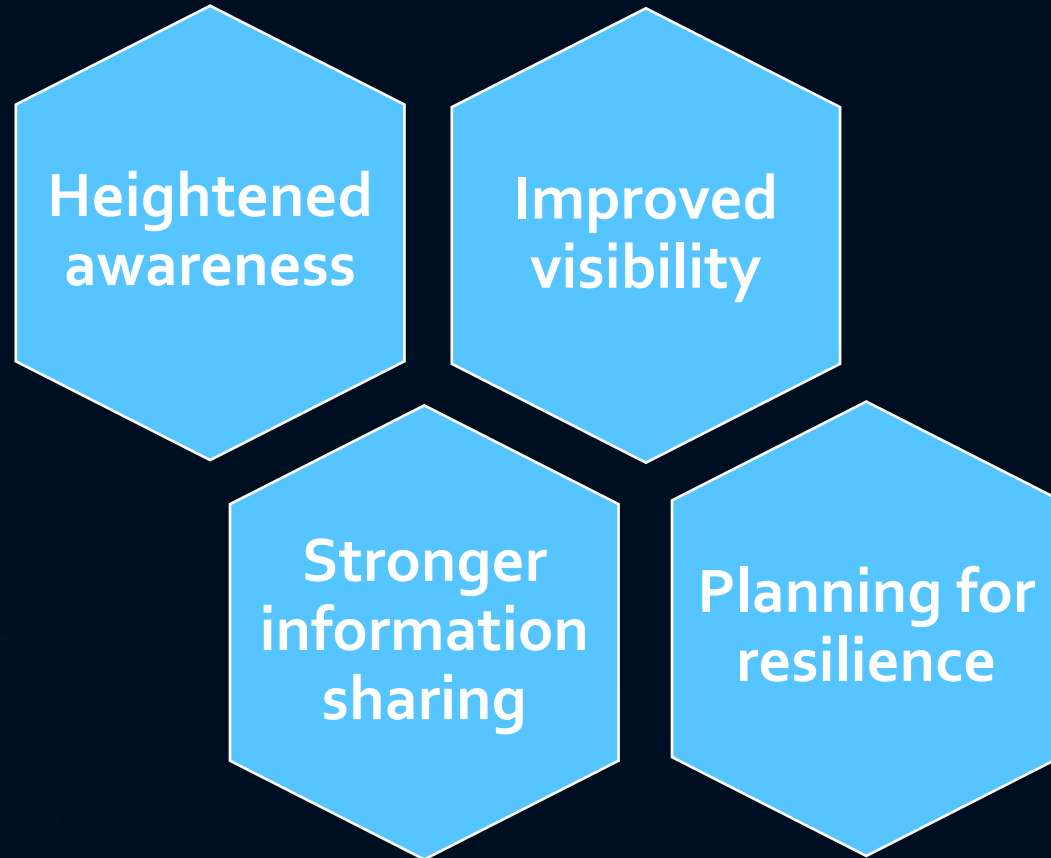 Heightened
awareness
Improved
visibility
Stronger
information
sharing
Planning for
resilience